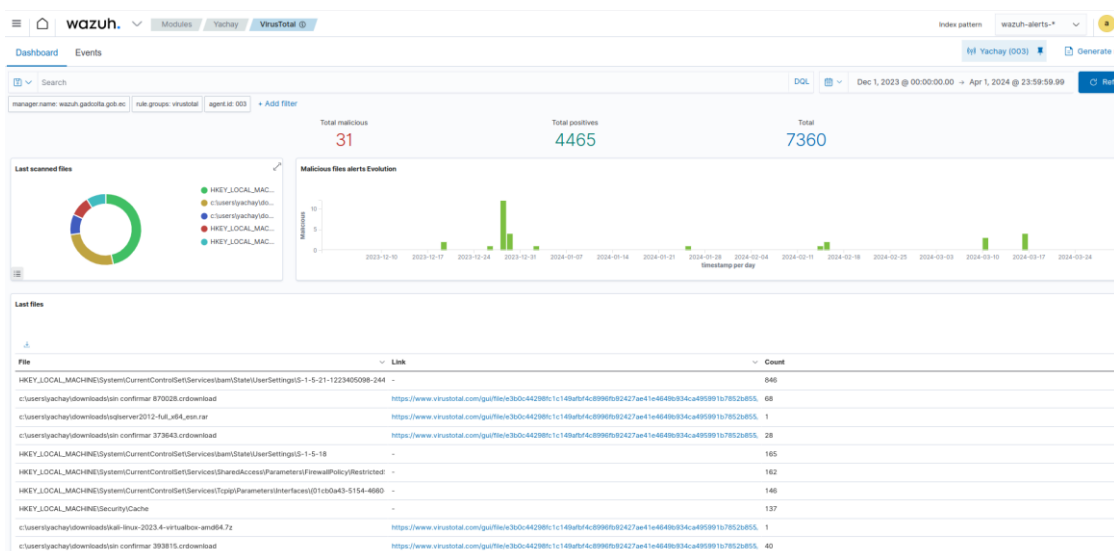 wazuh. Modules Yachay VirusTotal Index pattern wazuh-alerts-* a
Dashboard Events Yachay (003) Generate
Search DQL Dec 1, 2023 @ 00:00:00.00 → Apr 1, 2024 @ 23:59:59.99 Ref
manager.name: wazuh.gadcolta.gob.ec rule.groups: virustotal agent.id: 003 + Add filter
Total malicious Total positives Total
31 4465 7360
Last scanned files
HKEY_LOCAL_MAC...
c:\users\yachay\do...
c:\users\yachay\do...
HKEY_LOCAL_MAC...
HKEY_LOCAL_MAC...
Malicious files alerts Evolution
Malicious
10
5
0
2023-12-10 2023-12-17 2023-12-24 2023-12-31 2024-01-07 2024-01-14 2024-01-21 2024-01-28 2024-02-04 2024-02-11 2024-02-18 2024-02-25 2024-03-03 2024-03-10 2024-03-17 2024-03-24
timestamp per day
Last files
File Link Count
HKEY_LOCAL_MACHINE\System\CurrentControlSet\Services\bam\State\UserSettings\S-1-5-21-1223405098-244 - 846
c:\users\yachay\downloads\sin confirmar 870028.crdownload https://www.virustotal.com/gui/file/e3b0c44298fc1c149afbf4c8996fb92427ae41e4649b934ca495991b7852b855, 68
c:\users\yachay\downloads\sqlserver2012-full_x64_esn.rar https://www.virustotal.com/gui/file/e3b0c44298fc1c149afbf4c8996fb92427ae41e4649b934ca495991b7852b855, 1
c:\users\yachay\downloads\sin confirmar 373643.crdownload https://www.virustotal.com/gui/file/e3b0c44298fc1c149afbf4c8996fb92427ae41e4649b934ca495991b7852b855, 28
HKEY_LOCAL_MACHINE\System\CurrentControlSet\Services\bam\State\UserSettings\S-1-5-18 - 165
HKEY_LOCAL_MACHINE\System\CurrentControlSet\Services\SharedAccess\Parameters\FirewallPolicy\Restricted! - 162
HKEY_LOCAL_MACHINE\System\CurrentControlSet\Services\Tcpip\Parameters\Interfaces\{01cb0a43-5154-4660- - 146
HKEY_LOCAL_MACHINE\Security\Cache - 137
c:\users\yachay\downloads\kali-linux-2023.4-virtualbox-amd64.7z https://www.virustotal.com/gui/file/e3b0c44298fc1c149afbf4c8996fb92427ae41e4649b934ca495991b7852b855, 1
c:\users\yachay\downloads\sin confirmar 393815.crdownload https://www.virustotal.com/gui/file/e3b0c44298fc1c149afbf4c8996fb92427ae41e4649b934ca495991b7852b855, 40